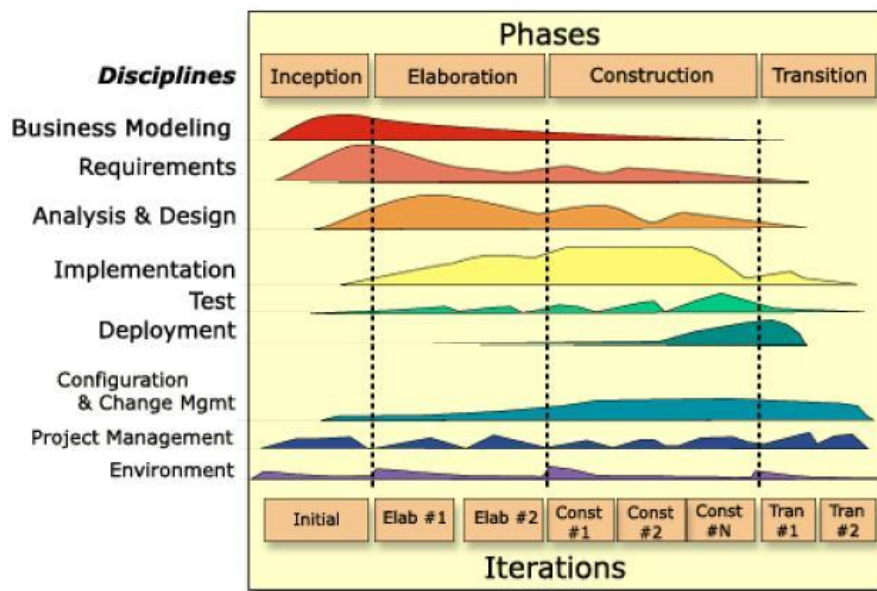 Phases
Disciplines
Inception
Elaboration
Construction
Transition
Business Modeling
Requirements
Analysis & Design
Implementation
Test
Deployment
Configuration
& Change Mgmt
Project Management
Environment
Initial
Elab #1
Elab #2
Const
#1
Const
#2
Const
#N
Tran
#1
Tran
#2
Iterations